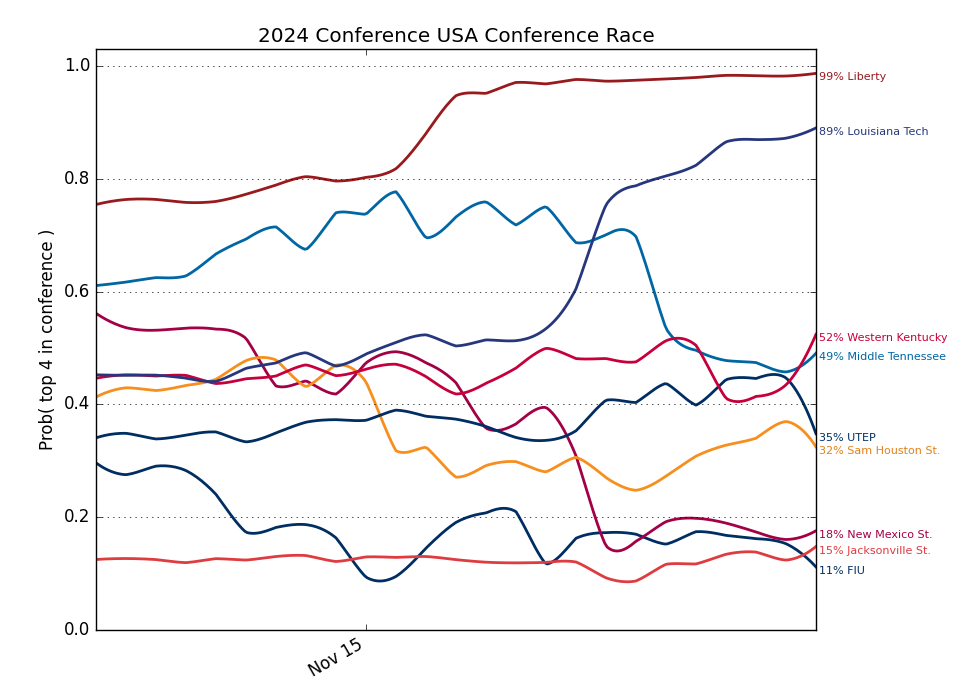 2024 Conference USA Conference Race
Prob( top 4 in conference )
1.0
0.8
0.6
0.4
0.2
0.0
Nov 15
99% Liberty
89% Louisiana Tech
52% Western Kentucky
49% Middle Tennessee
35% UTEP
32% Sam Houston St.
18% New Mexico St.
15% Jacksonville St.
11% FIU